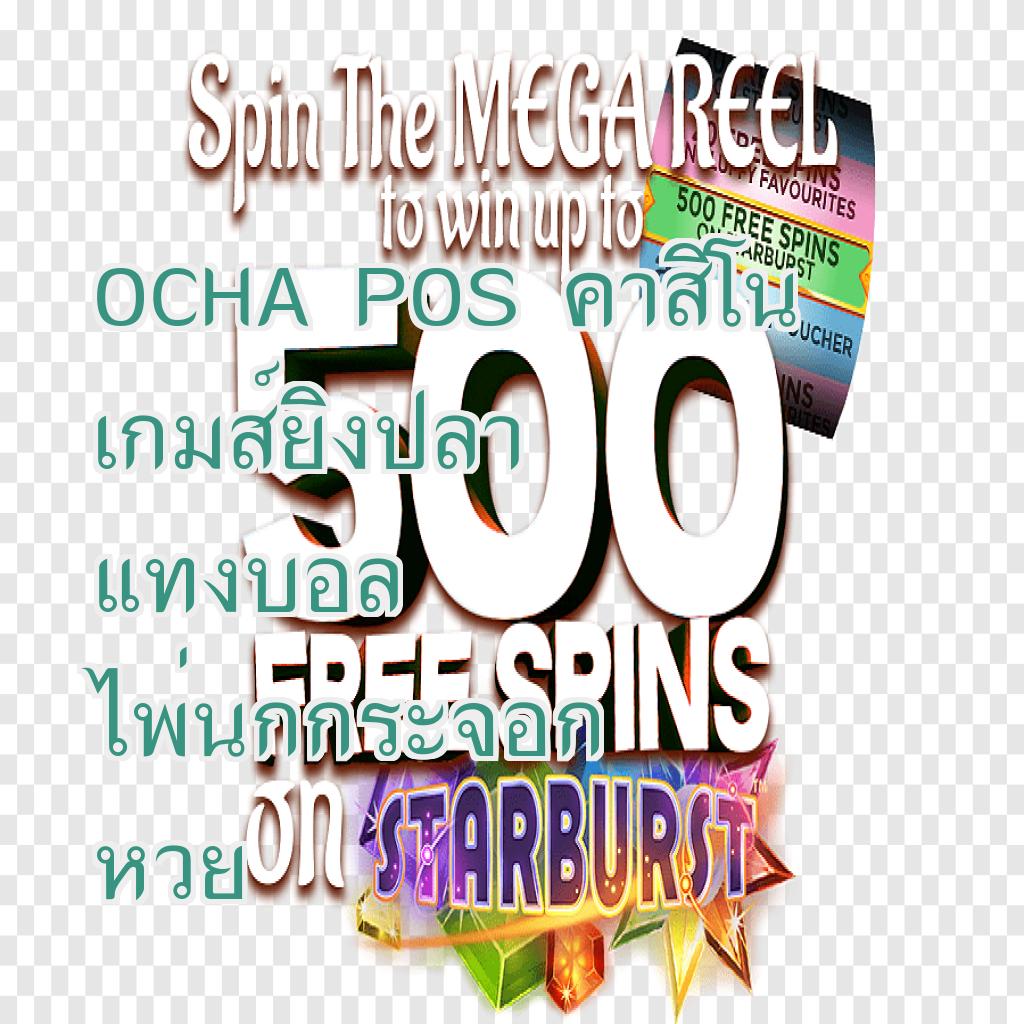 Spin The MEGA REEL
to win up to
500
FREE SPINS
on STARBURST™
OCHA POS คาสิโน
เกมส์ยิงปลา
แทงบอล
ไพ่นกกระจอก
หวย
FAVOURITES
500 FREE SPINS
ON STARBURST